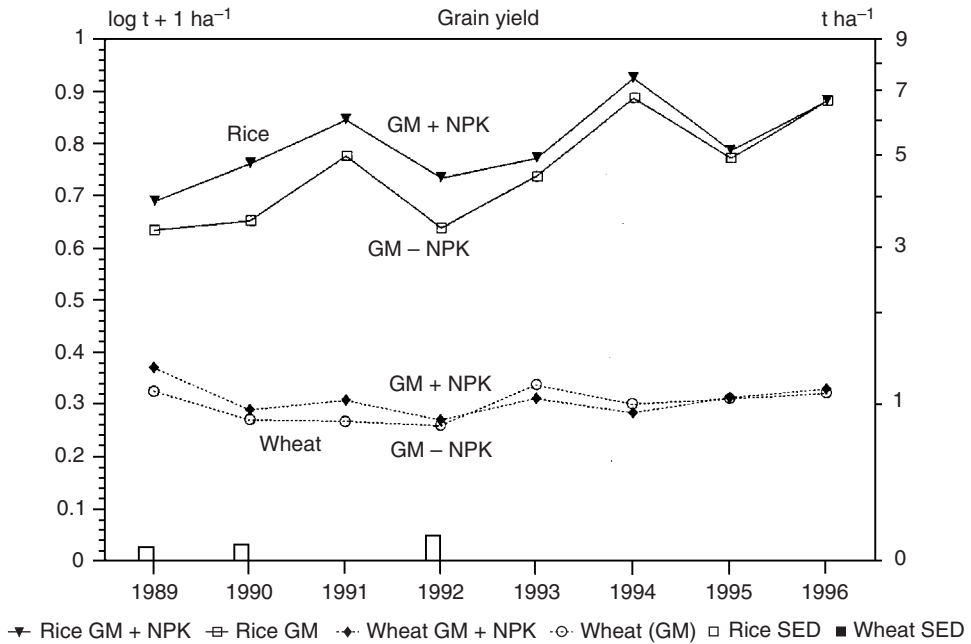 log t + 1 ha⁻¹ Grain yield t ha⁻¹
1 9
0.9 7
0.8 5
0.7
0.6 3
0.5
0.4
0.3 1
0.2
0.1
0 0
Rice
GM + NPK
GM – NPK
GM + NPK
Wheat
GM – NPK
1989 1990 1991 1992 1993 1994 1995 1996
Rice GM + NPK Rice GM Wheat GM + NPK Wheat (GM) Rice SED Wheat SED